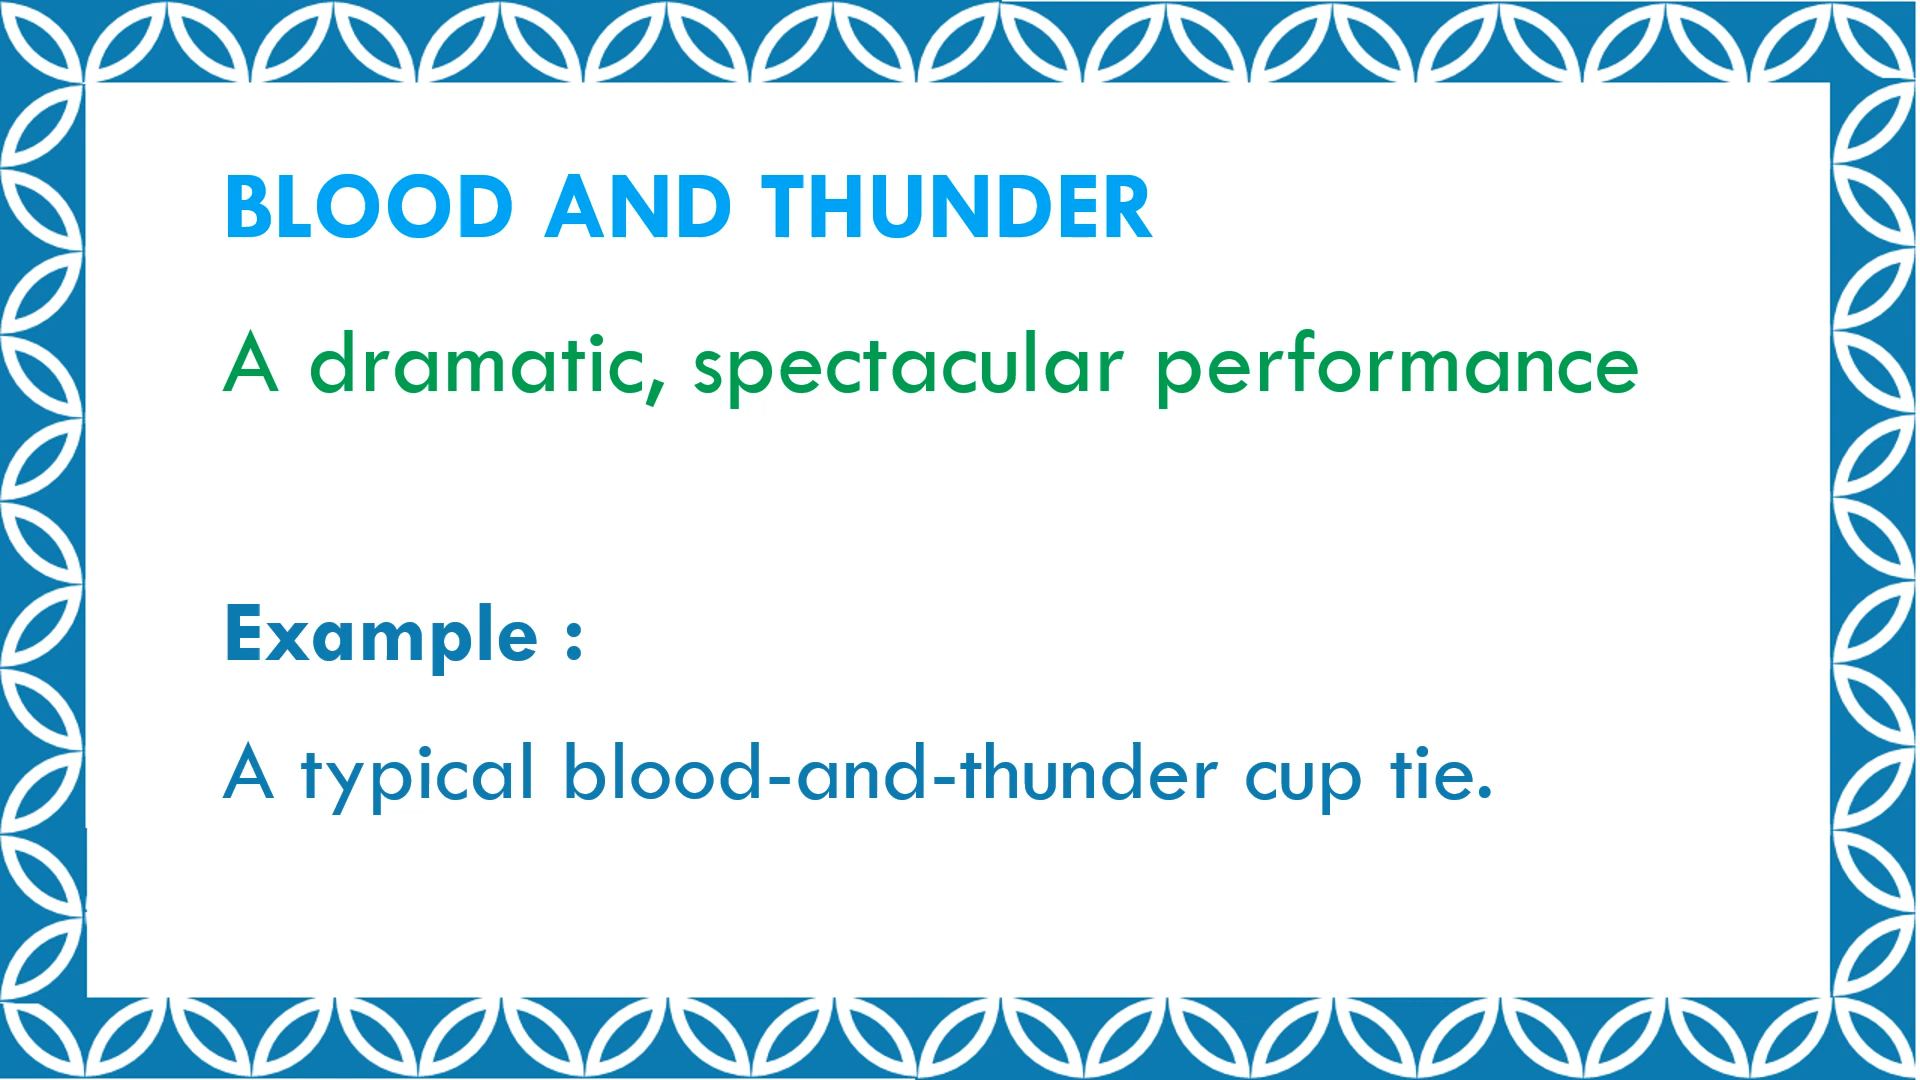 BLOOD AND THUNDER
A dramatic, spectacular performance
Example :
A typical blood-and-thunder cup tie.